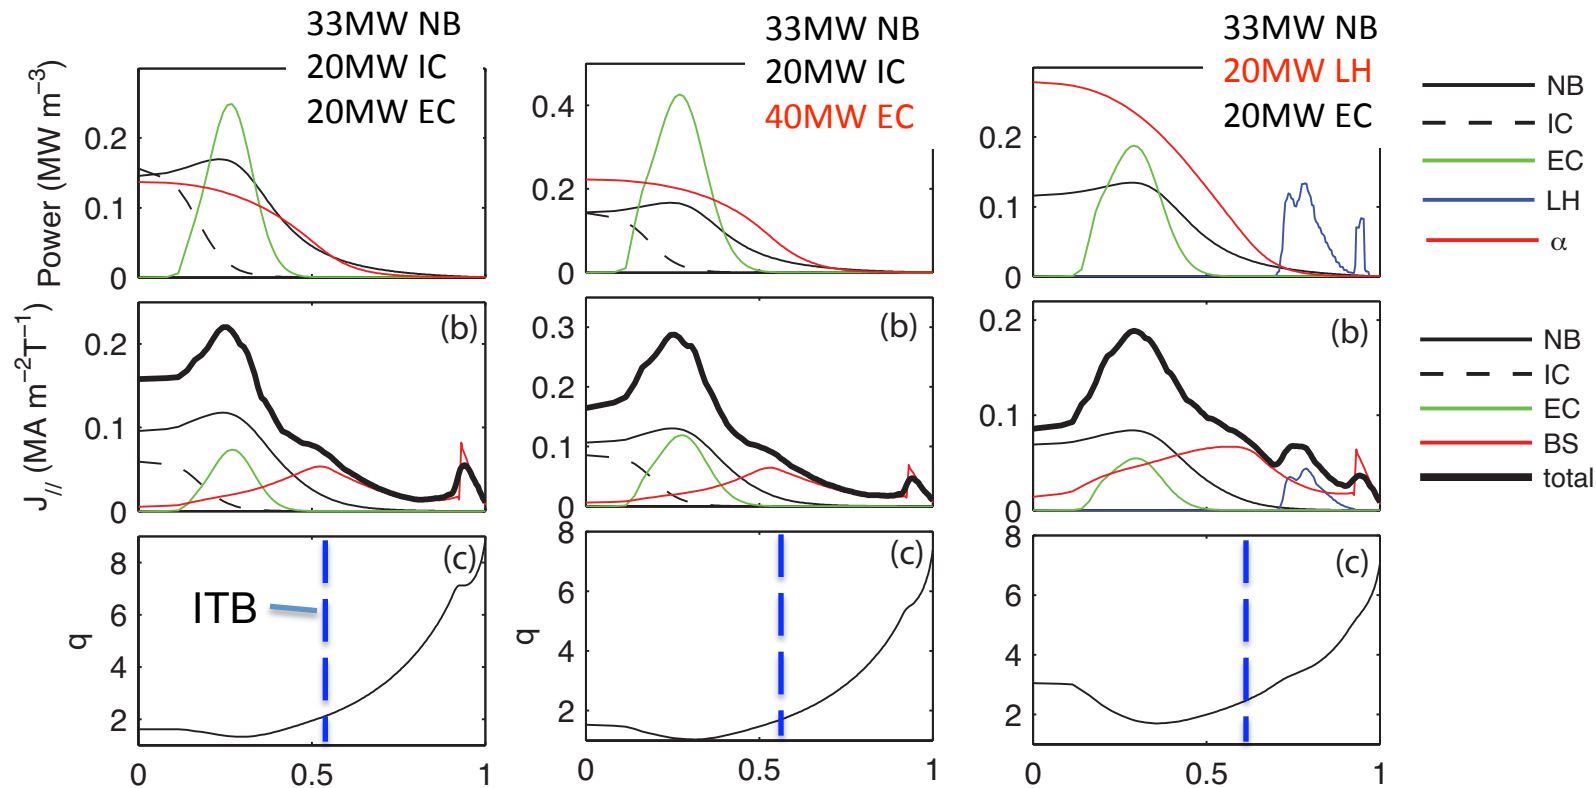 33MW NB
20MW IC
20MW EC
33MW NB
20MW IC
40MW EC
33MW NB
20MW LH
20MW EC
Power (MW m⁻³)
0.2
0.1
0
0.4
0.2
0
0.2
0.1
0
NB
IC
EC
LH
α
J// (MA m⁻²T⁻¹)
0.2
0.1
0
(b)
0.3
0.2
0.1
0
(b)
0.2
0.1
0
(b)
NB
IC
EC
BS
total
q
8
6
4
2
(c)
ITB
0
0.5
1
q
8
6
4
2
(c)
0
0.5
1
8
6
4
2
(c)
0
0.5
1